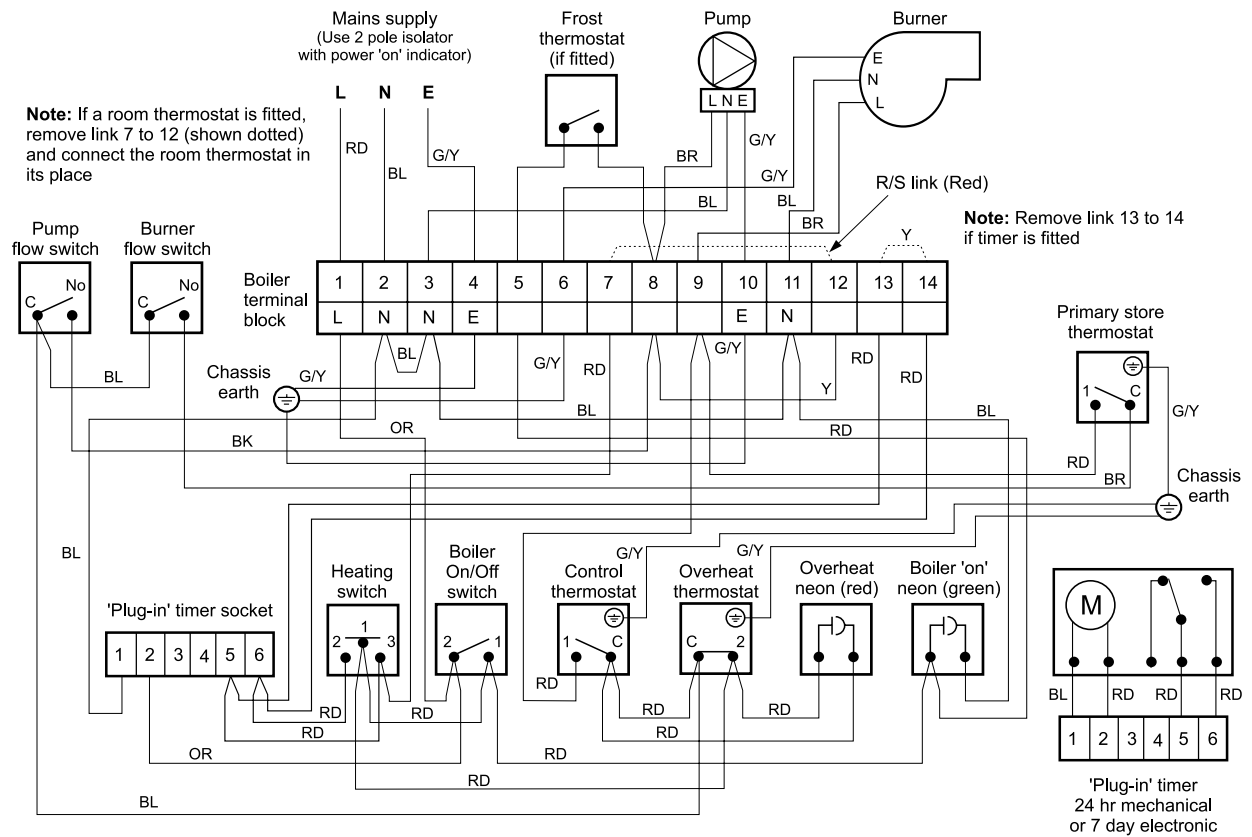 Mains supply
(Use 2 pole isolator
with power 'on' indicator)
L N E
Frost
thermostat
(if fitted)
Pump
L N E
Burner
E
N
L
Note: If a room thermostat is fitted,
remove link 7 to 12 (shown dotted)
and connect the room thermostat in
its place
RD
BL
G/Y
BR
G/Y
G/Y
BL
BL
BR
R/S link (Red)
Note: Remove link 13 to 14
if timer is fitted
Y
Pump
flow switch
No
C
Burner
flow switch
No
C
BL
Boiler
terminal
block
1 2 3 4 5 6 7 8 9 10 11 12 13 14
L N N E E N
BL
G/Y
RD
G/Y
RD
RD
Y
Chassis
earth
G/Y
OR
BL
BK
RD
BL
Primary store
thermostat
1 C
G/Y
RD
BR
Chassis
earth
BL
G/Y
G/Y
'Plug-in' timer socket
1 2 3 4 5 6
Heating
switch
2 1 3
Boiler
On/Off
switch
2 1
Control
thermostat
1 C
Overheat
thermostat
C 2
Overheat
neon (red)
Boiler 'on'
neon (green)
RD
RD
RD
RD
RD
RD
RD
RD
RD
OR
RD
BL
M
BL RD RD RD
1 2 3 4 5 6
'Plug-in' timer
24 hr mechanical
or 7 day electronic